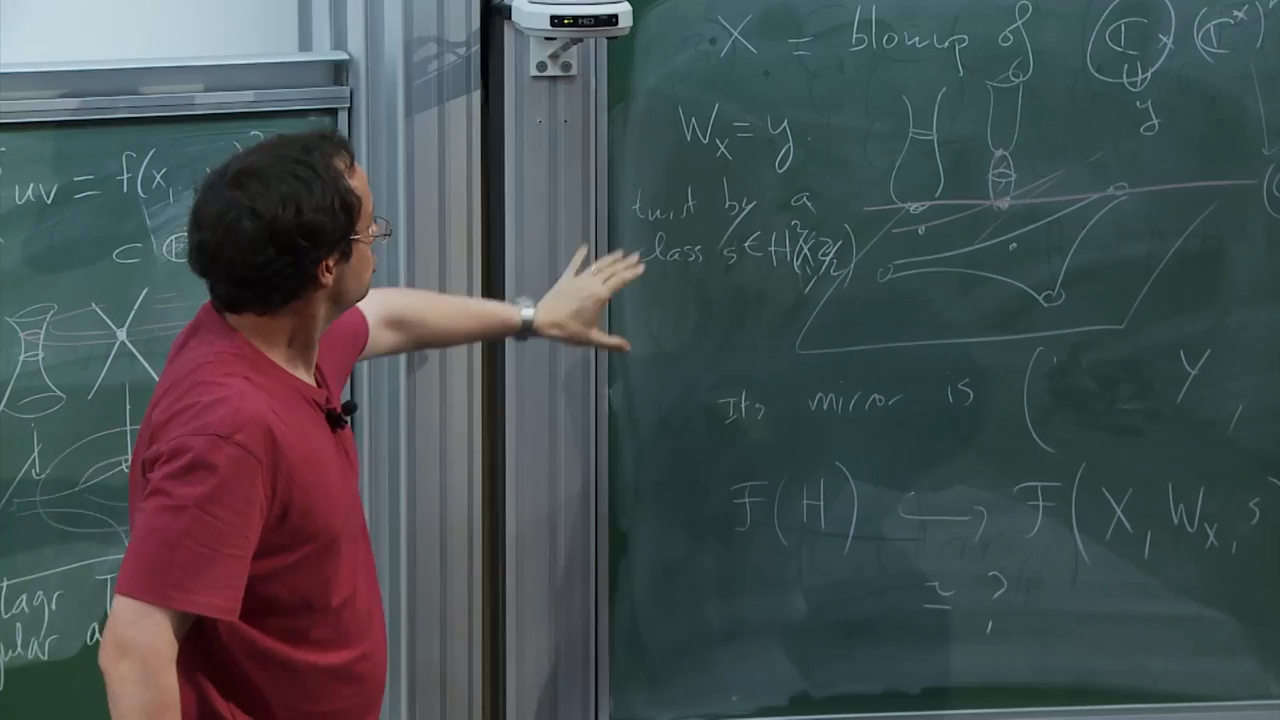 uv = f(x,
X = blowup of ℂ × (ℂ^x)
y
W_x = y
twist by a
class s ∈ H²(X, ℤ/2)
Its mirror is ( Y,
F(H) ↪ F(X, W_x, s
≃ ?